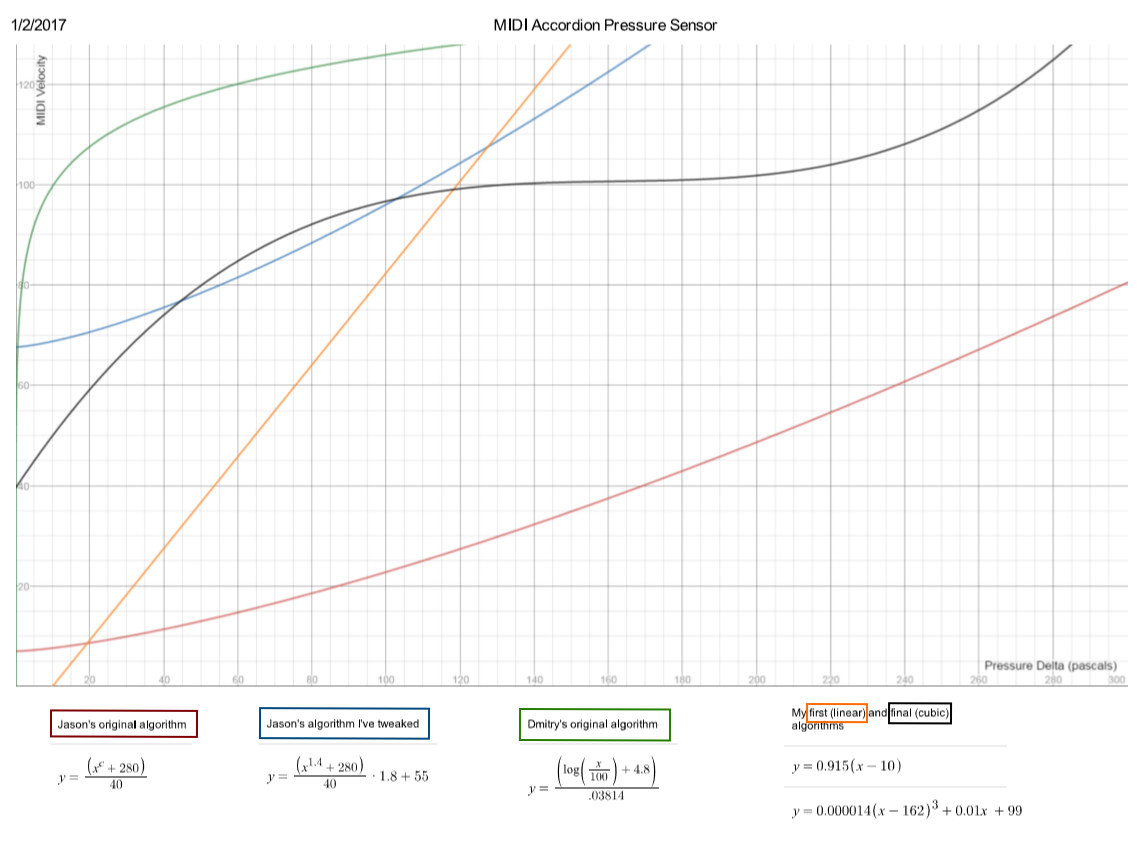 1/2/2017
MIDI Accordion Pressure Sensor
MIDI Velocity
120
100
80
60
40
20
Pressure Delta (pascals)
20 40 60 80 100 120 140 160 180 200 220 240 260 280 300
Jason's original algorithm
y = (x^c + 280) / 40
Jason's algorithm I've tweaked
y = (x^1.4 + 280) / 40 · 1.8 + 55
Dmitry's original algorithm
y = (log(x/100) + 4.8) / .03814
My first (linear) and final (cubic)
algorithms
y = 0.915(x − 10)
y = 0.000014(x − 162)^3 + 0.01x + 99